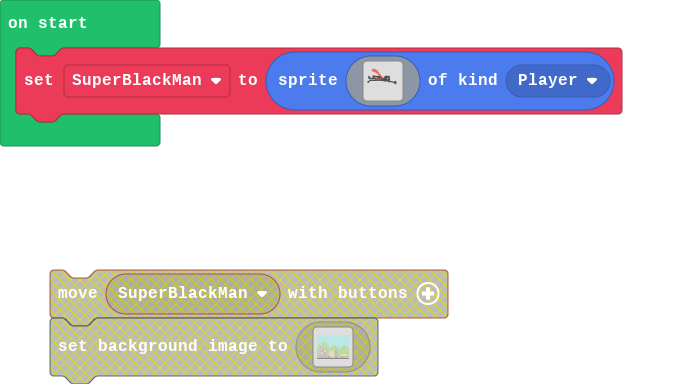 on start
set SuperBlackMan to sprite of kind Player
move SuperBlackMan with buttons
set background image to